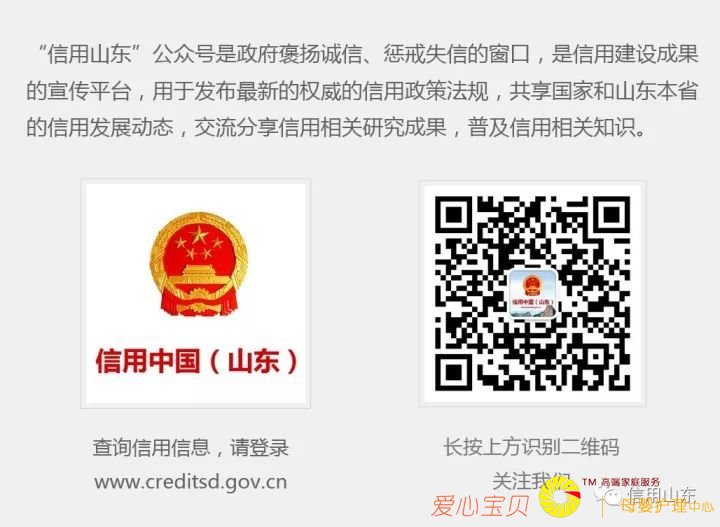 “信用山东”公众号是政府褒扬诚信、惩戒失信的窗口，是信用建设成果
的宣传平台，用于发布最新的权威的信用政策法规，共享国家和山东本省
的信用发展动态，交流分享信用相关研究成果，普及信用相关知识。
信用中国（山东）
信用中国（山东）
查询信用信息，请登录
www.creditsd.gov.cn
长按上方识别二维码
关注我们
TM 高端家庭服务
信用山东
爱心宝贝
母婴护理中心